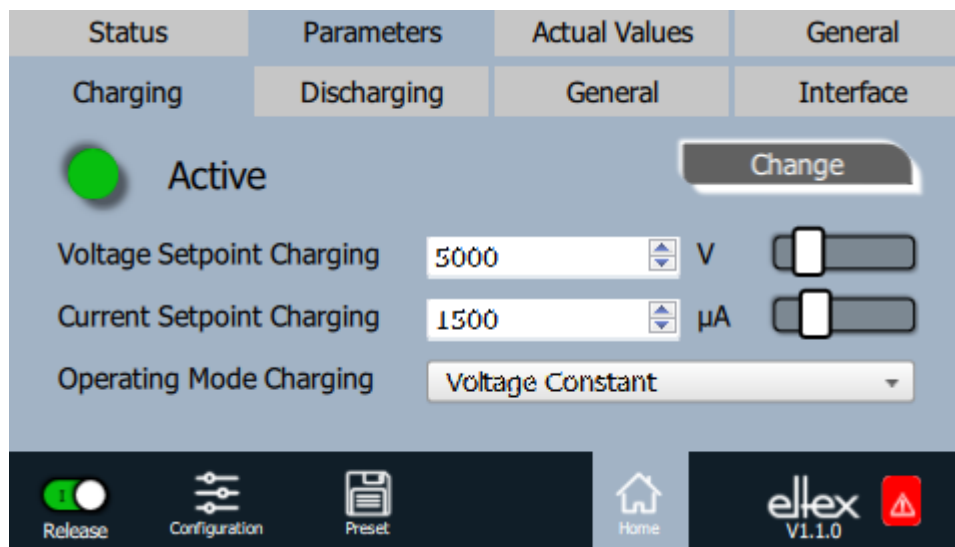 Status Parameters Actual Values General
Charging Discharging General Interface
Active Change
Voltage Setpoint Charging 5000 V
Current Setpoint Charging 1500 µA
Operating Mode Charging Voltage Constant
I
Release Configuration Preset Home eltex
V1.1.0